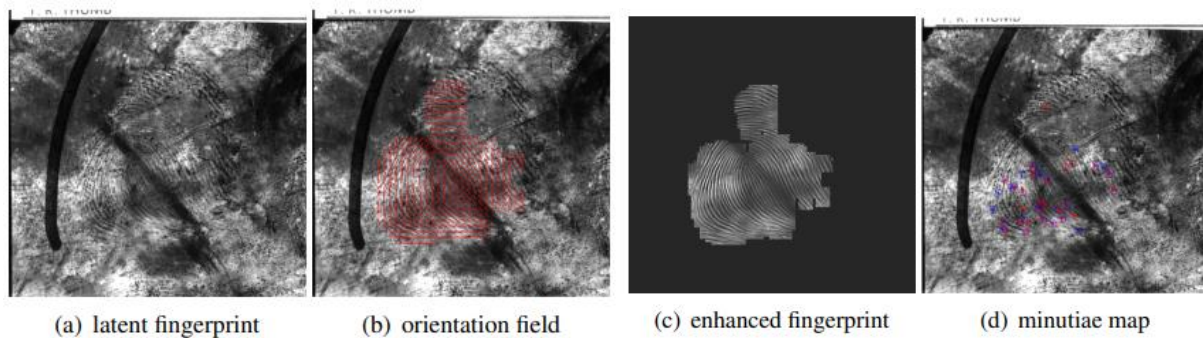 (a) latent fingerprint
(b) orientation field
(c) enhanced fingerprint
(d) minutiae map